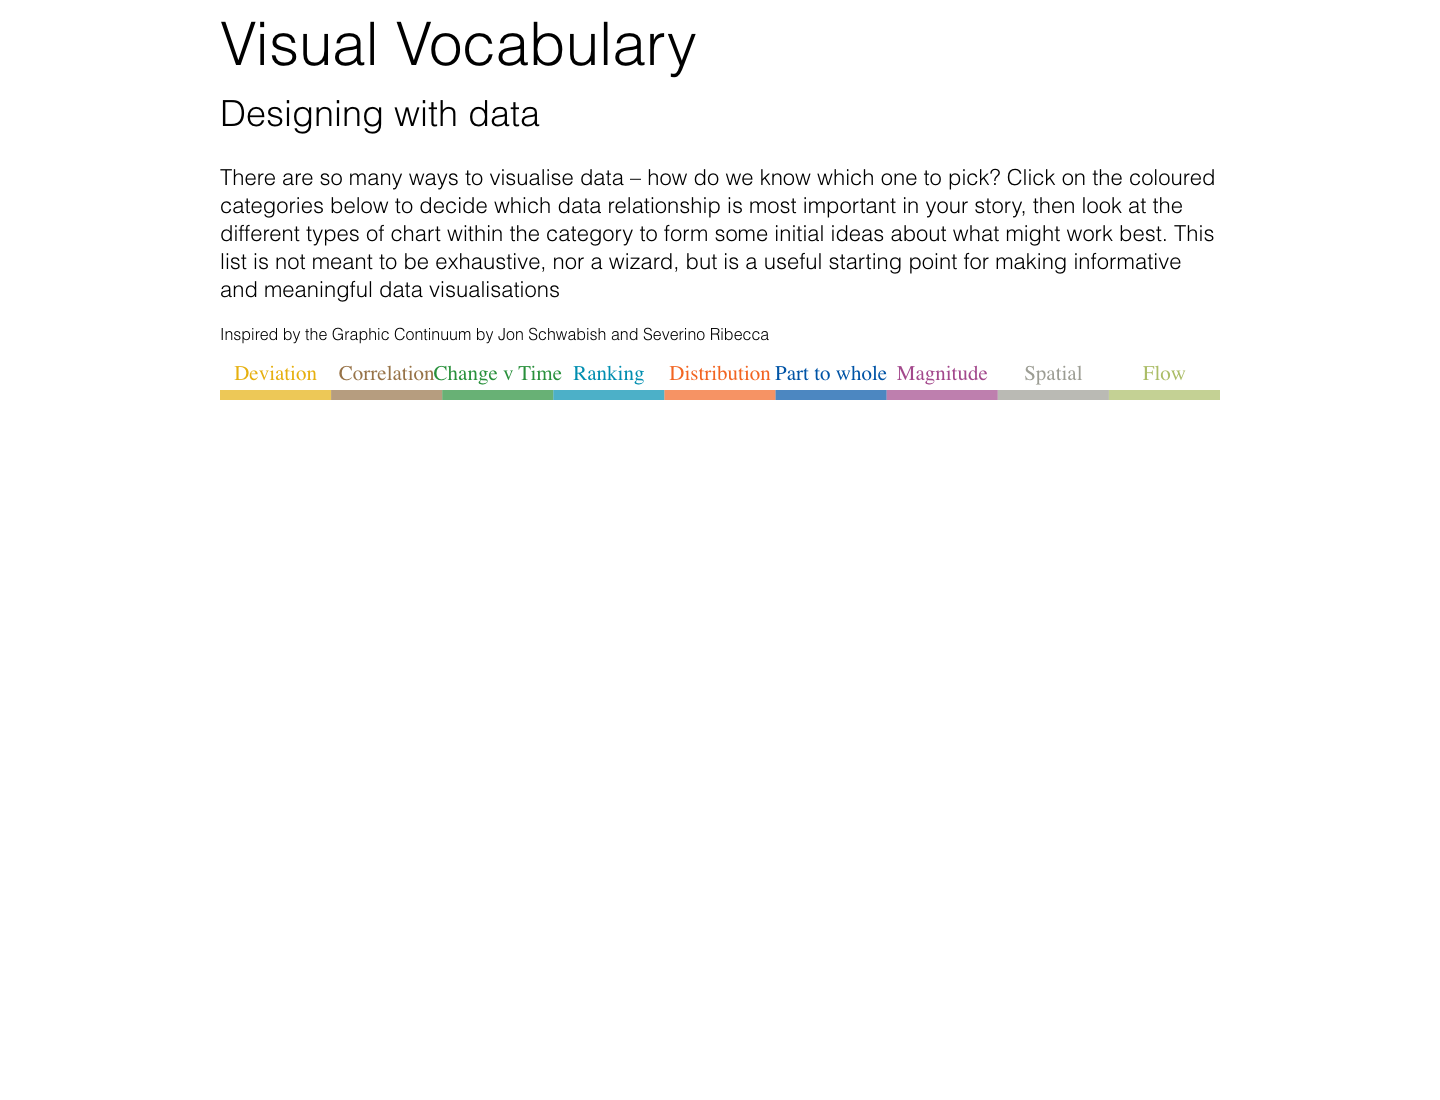 Visual Vocabulary
Designing with data
There are so many ways to visualise data – how do we know which one to pick? Click on the coloured
categories below to decide which data relationship is most important in your story, then look at the
different types of chart within the category to form some initial ideas about what might work best. This
list is not meant to be exhaustive, nor a wizard, but is a useful starting point for making informative
and meaningful data visualisations
Inspired by the Graphic Continuum by Jon Schwabish and Severino Ribecca
Deviation Correlation Change v Time Ranking Distribution Part to whole Magnitude Spatial Flow